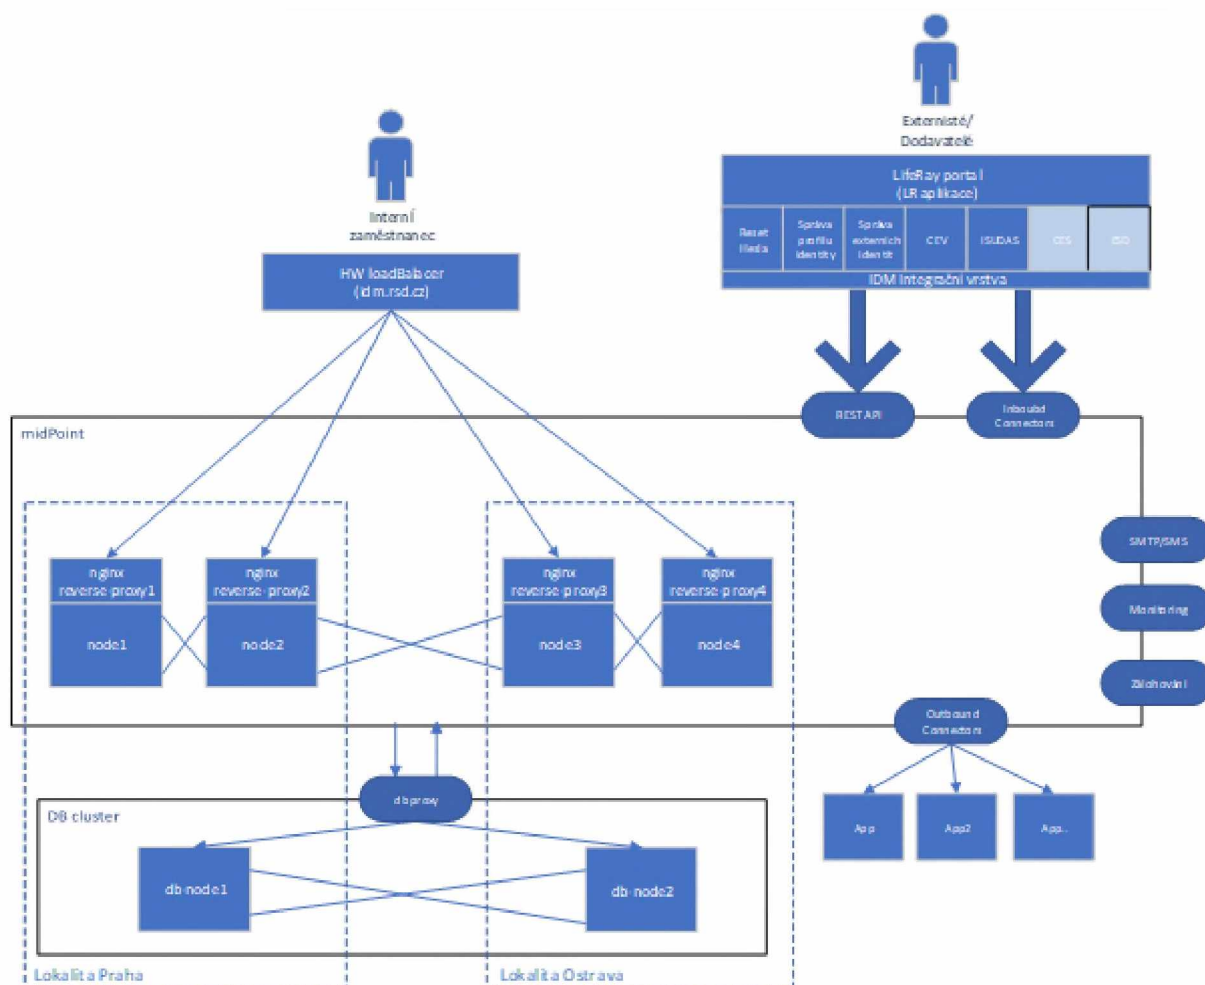 Externisté/
Dodavatelé
Interní
zaměstnanec
LifeRay portal
(LR aplikace)
Reset
Hesla
Správa
profilu
identity
Správa
externích
identit
CEV
ISUDAS
CES
ISD
IDM Integrační vrstva
HW loadBalacer
(idm.rsd.cz)
REST API
Inbound
Connectors
midPoint
SMTP/SMS
Monitoring
Zálohování
nginx
reverse-proxy1
nginx
reverse-proxy2
nginx
reverse-proxy3
nginx
reverse-proxy4
node1
node2
node3
node4
Outbound
Connectors
dbproxy
DB cluster
App
App2
App..
db-node1
db-node2
Lokalita Praha
Lokalita Ostrava